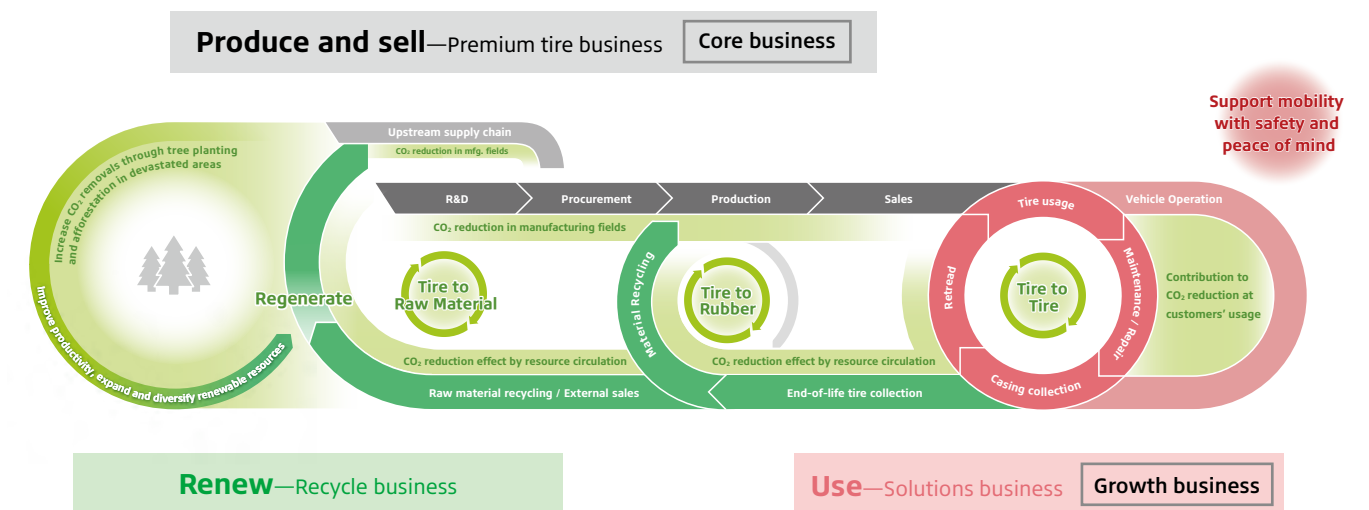 Produce and sell—Premium tire business
Core business
Support mobility
with safety and
peace of mind
Upstream supply chain
CO₂ reduction in mfg. fields
Increase CO₂ removals through tree planting
and afforestation in devastated areas
R&D
Procurement
Production
Sales
Tire usage
Vehicle Operation
CO₂ reduction in manufacturing fields
Regenerate
Tire to
Raw Material
Material Recycling
Tire to
Rubber
Retread
Tire to
Tire
Maintenance / Repair
Contribution to
CO₂ reduction at
customers' usage
Improve productivity, expand and diversify renewable resources
CO₂ reduction effect by resource circulation
CO₂ reduction effect by resource circulation
Casing collection
Raw material recycling / External sales
End-of-life tire collection
Renew—Recycle business
Use—Solutions business
Growth business